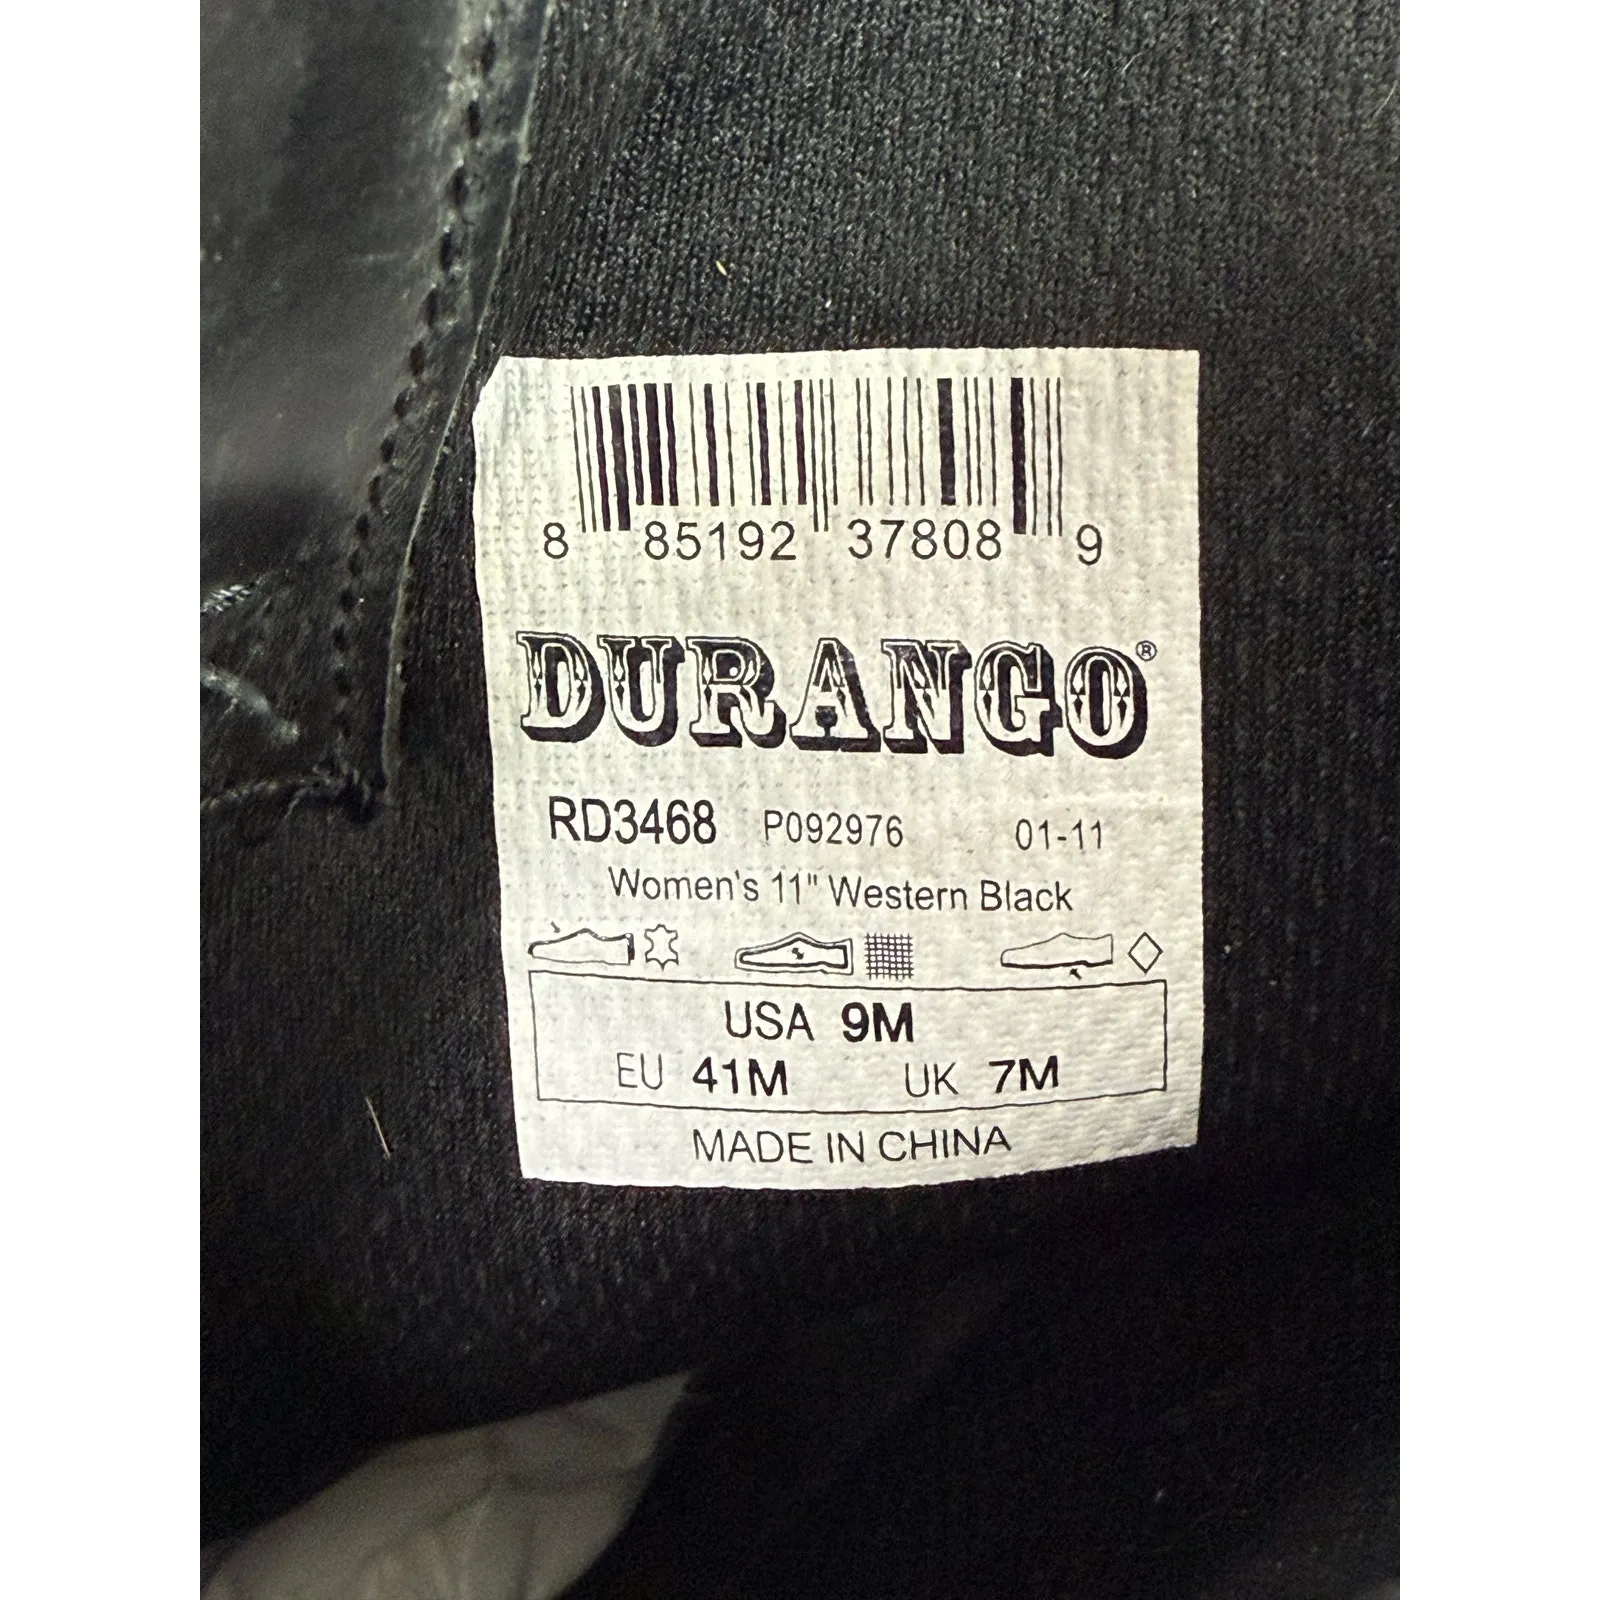 8 85192 37808 9
DURANGO®
RD3468 P092976 01-11
Women's 11" Western Black
USA 9M
EU 41M UK 7M
MADE IN CHINA